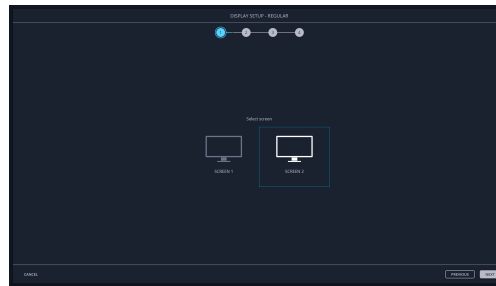 DISPLAY SETUP - REGULAR
1 2 3 4
Select screen
SCREEN 1 SCREEN 2
CANCEL PREVIOUS NEXT